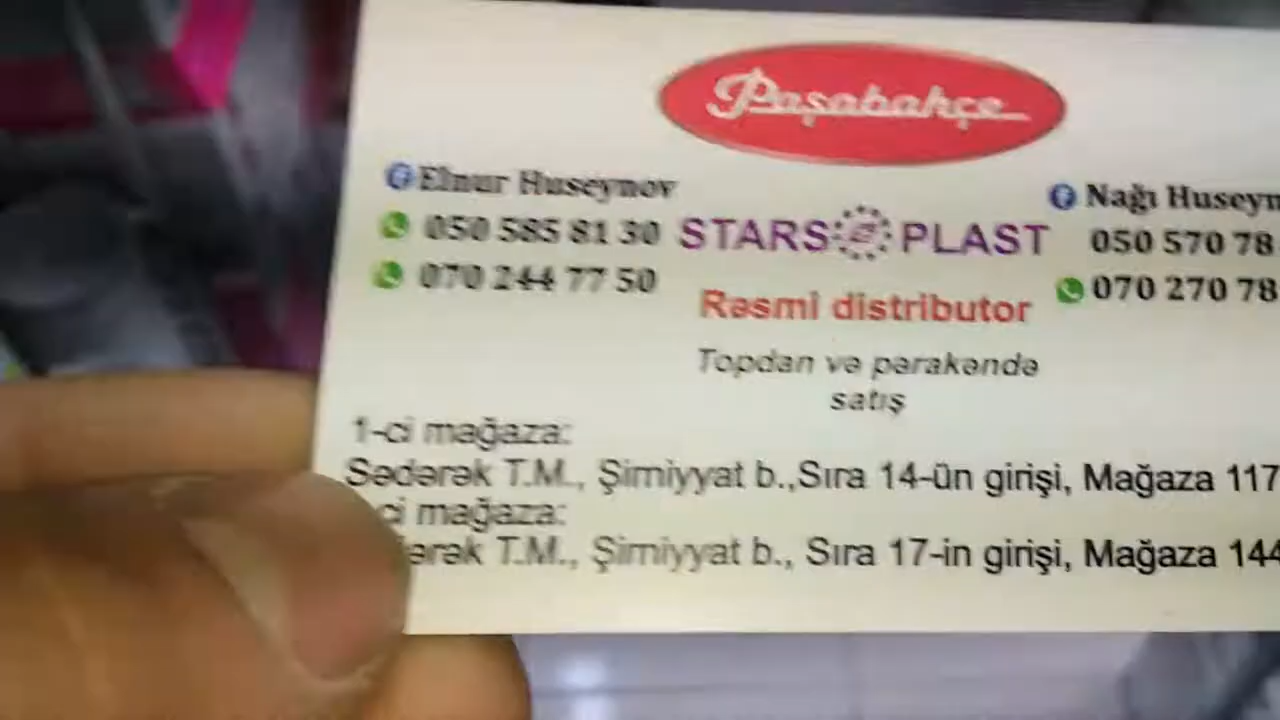 Paşabahçe
Elnur Huseynov
050 585 81 30
070 244 77 50
STARS PLAST
Rəsmi distributor
Topdan və pərakəndə
satış
Nağı Huseyn
050 570 78
070 270 78
1-ci mağaza:
Sədərək T.M., Şirniyyat b.,Sıra 14-ün girişi, Mağaza 117
ci mağaza:
ərək T.M., Şirniyyat b., Sıra 17-in girişi, Mağaza 144